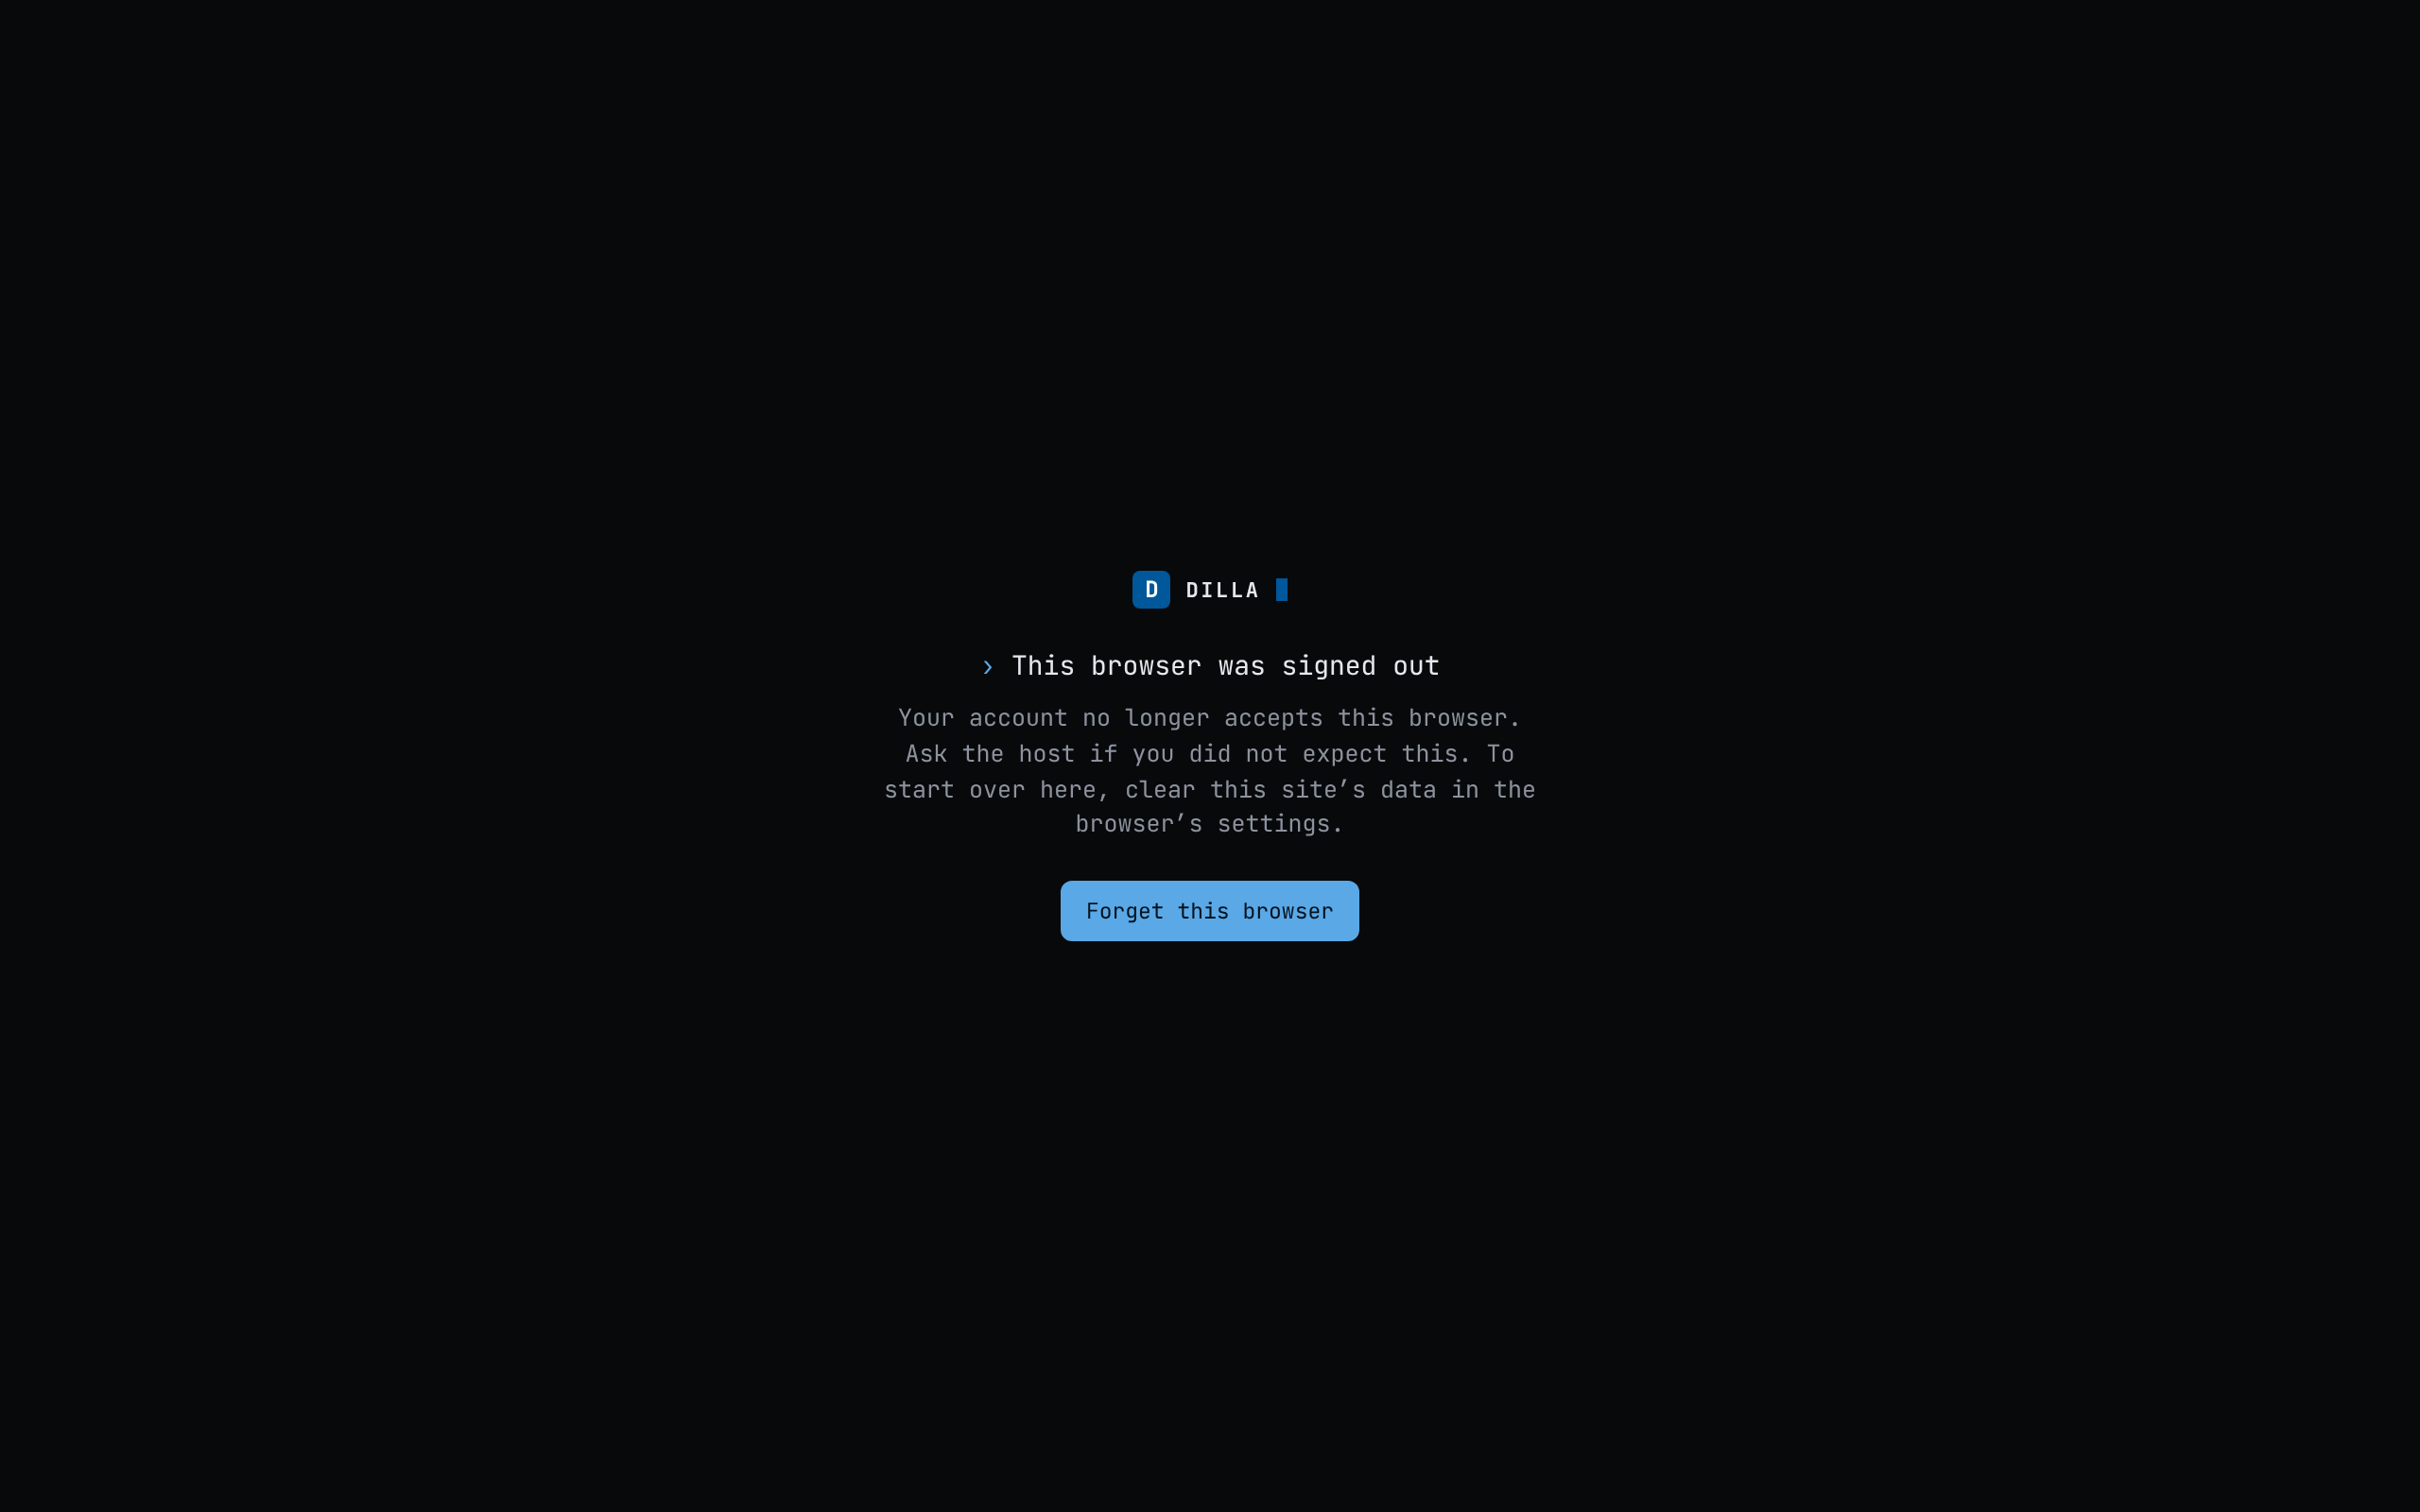 D DILLA
› This browser was signed out
Your account no longer accepts this browser.
Ask the host if you did not expect this. To
start over here, clear this site’s data in the
browser’s settings.
Forget this browser